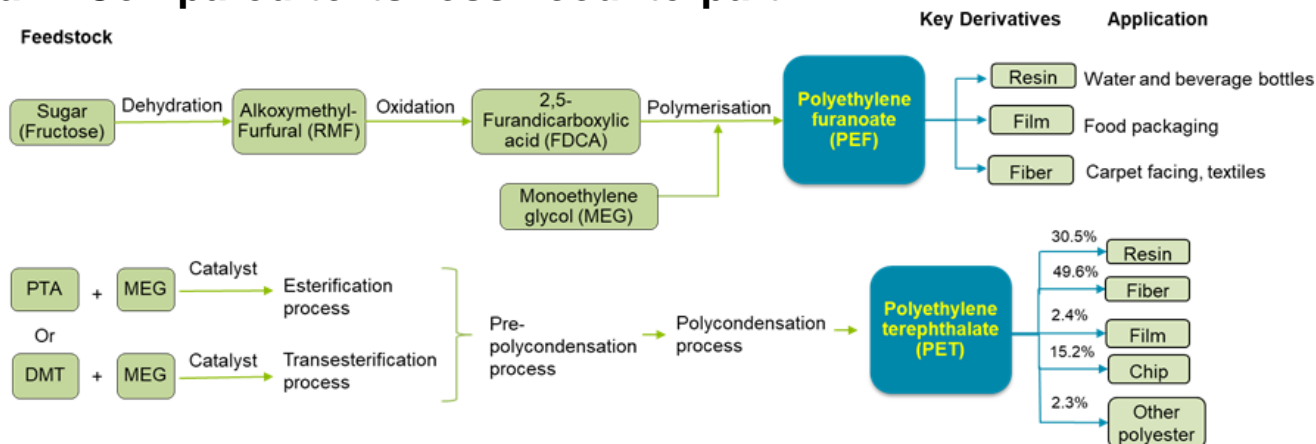 Key Derivatives Application
Feedstock
Sugar
(Fructose)
Dehydration
Alkoxymethyl-
Furfural (RMF)
Oxidation
2,5-
Furandicarboxylic
acid (FDCA)
Polymerisation
Monoethylene
glycol (MEG)
Polyethylene
furanoate
(PEF)
Resin
Water and beverage bottles
Film
Food packaging
Fiber
Carpet facing, textiles
PTA
+
MEG
Catalyst
Esterification
process
Or
DMT
+
MEG
Catalyst
Transesterification
process
Pre-
polycondensation
process
Polycondensation
process
Polyethylene
terephthalate
(PET)
30.5%
Resin
49.6%
Fiber
2.4%
Film
15.2%
Chip
2.3%
Other
polyester